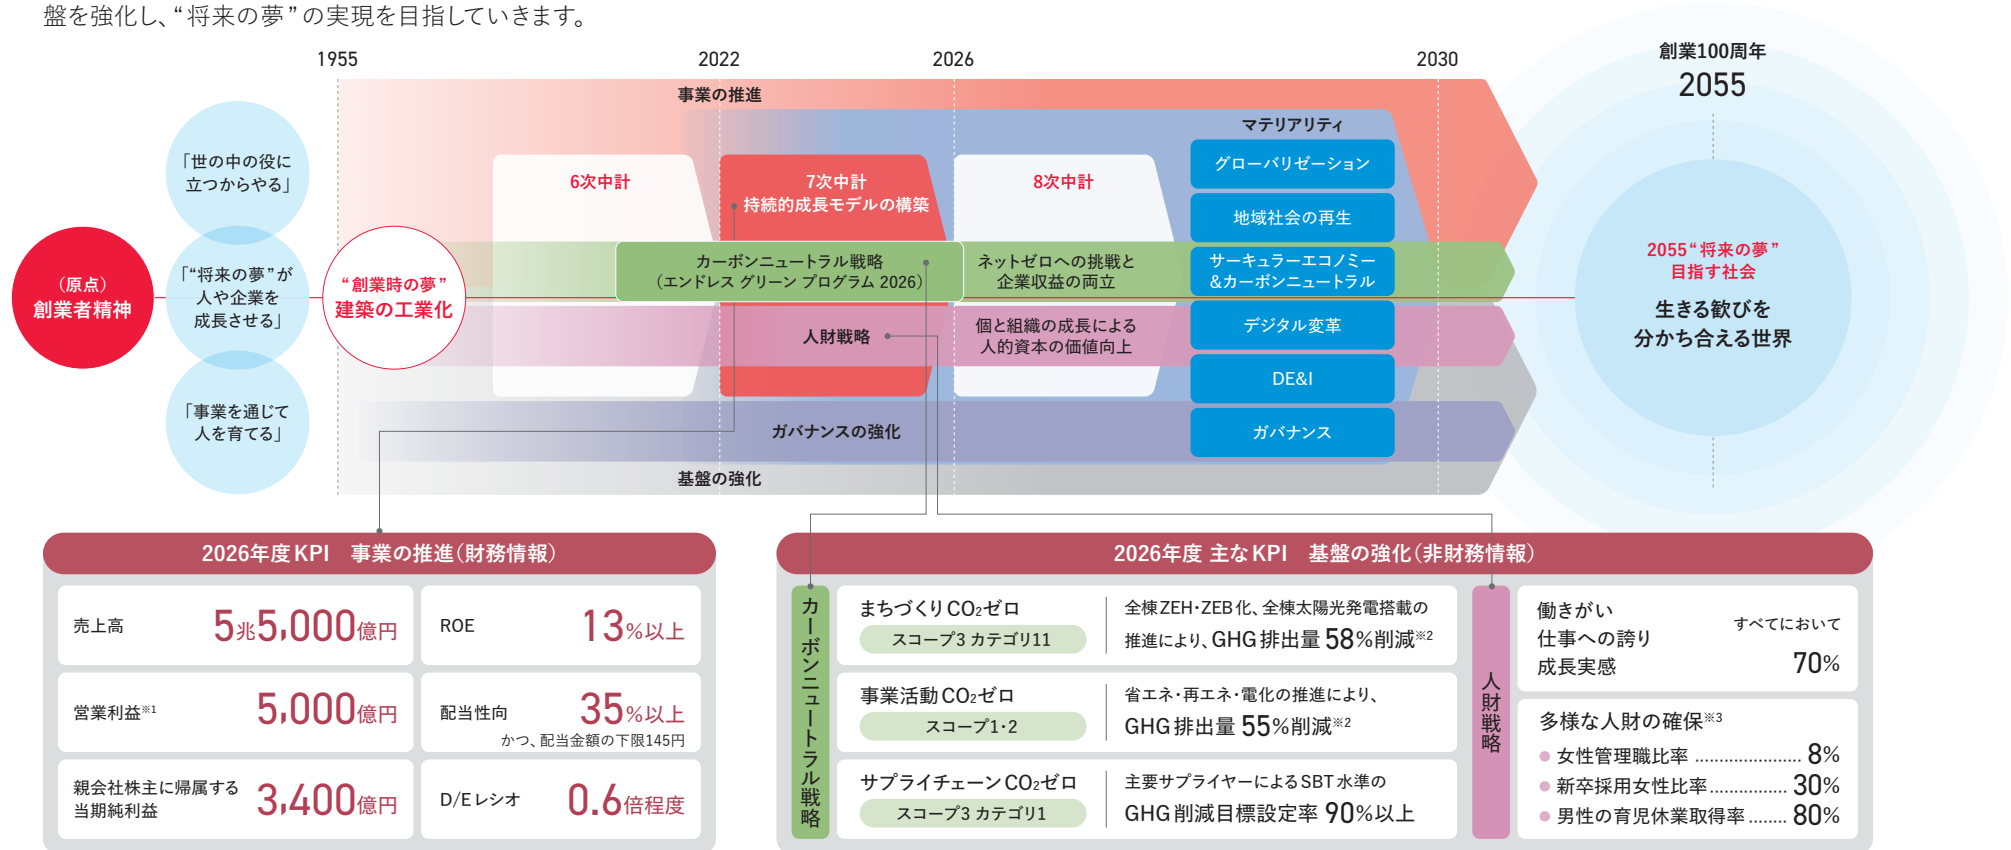 盤を強化し、“将来の夢”の実現を目指していきます。
1955
2022
2026
2030
創業100周年
2055
事業の推進
マテリアリティ
「世の中の役に
立つからやる」
6次中計
7次中計
持続的成長モデルの構築
8次中計
グローバリゼーション
地域社会の再生
(原点)
創業者精神
「“将来の夢”が
人や企業を
成長させる」
“創業時の夢”
建築の工業化
カーボンニュートラル戦略
(エンドレス グリーン プログラム 2026)
ネットゼロへの挑戦と
企業収益の両立
サーキュラーエコノミー
&カーボンニュートラル
2055“将来の夢”
目指す社会
生きる歓びを
分かち合える世界
人財戦略
個と組織の成長による
人的資本の価値向上
デジタル変革
DE&I
「事業を通じて
人を育てる」
ガバナンスの強化
ガバナンス
基盤の強化
2026年度KPI 事業の推進(財務情報)
売上高 5兆5,000億円
ROE 13%以上
営業利益※1 5,000億円
配当性向 35%以上
かつ、配当金額の下限145円
親会社株主に帰属する
当期純利益 3,400億円
D/Eレシオ 0.6倍程度
2026年度 主なKPI 基盤の強化(非財務情報)
カーボンニュートラル戦略
まちづくりCO₂ゼロ
スコープ3 カテゴリ11
全棟ZEH・ZEB化、全棟太陽光発電搭載の
推進により、GHG排出量58%削減※2
事業活動CO₂ゼロ
スコープ1・2
省エネ・再エネ・電化の推進により、
GHG排出量55%削減※2
サプライチェーンCO₂ゼロ
スコープ3 カテゴリ1
主要サプライヤーによるSBT水準の
GHG削減目標設定率90%以上
人財戦略
働きがい
仕事への誇り
成長実感
すべてにおいて
70%
多様な人財の確保※3
● 女性管理職比率 ...................... 8%
● 新卒採用女性比率................ 30%
● 男性の育児休業取得率 ........ 80%